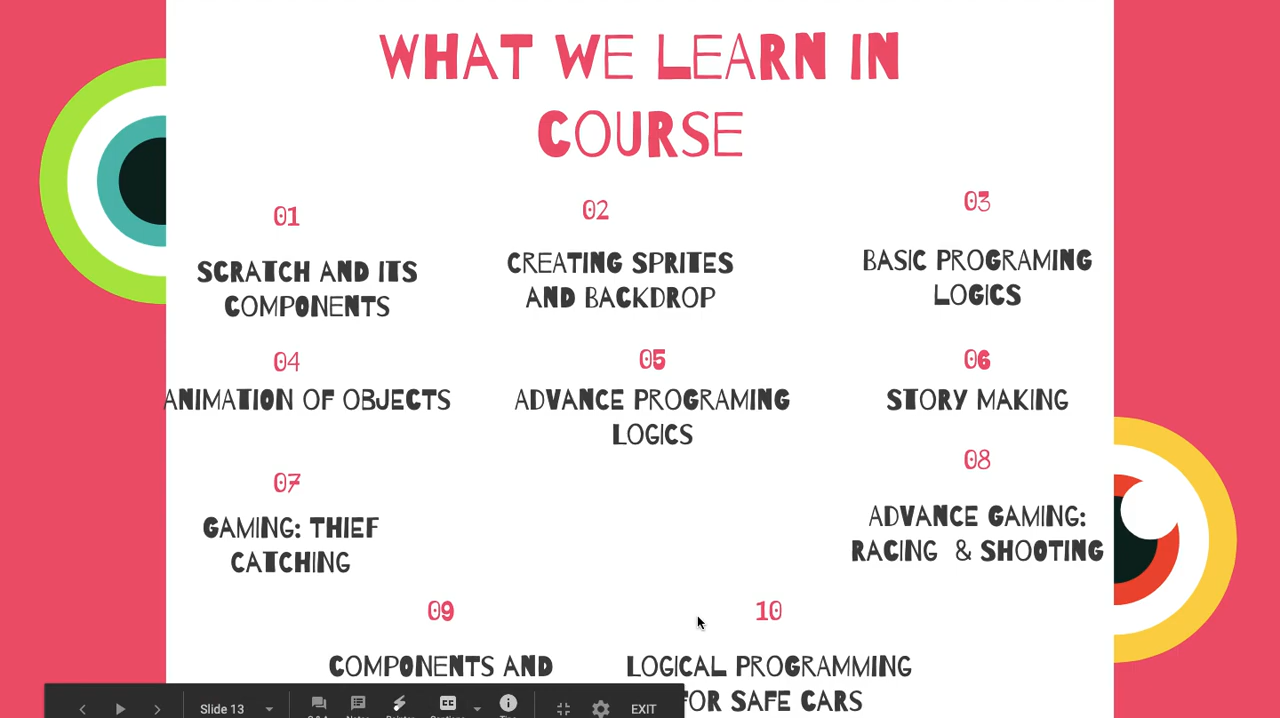 WHAT WE LEARN IN
COURSE
01
SCRATCH AND ITS
COMPONENTS
02
CREATING SPRITES
AND BACKDROP
03
BASIC PROGRAMING
LOGICS
04
ANIMATION OF OBJECTS
05
ADVANCE PROGRAMING
LOGICS
06
STORY MAKING
07
GAMING: THIEF
CATCHING
08
ADVANCE GAMING:
RACING & SHOOTING
09
COMPONENTS AND
10
LOGICAL PROGRAMMING
FOR SAFE CARS
Slide 13
CC
EXIT